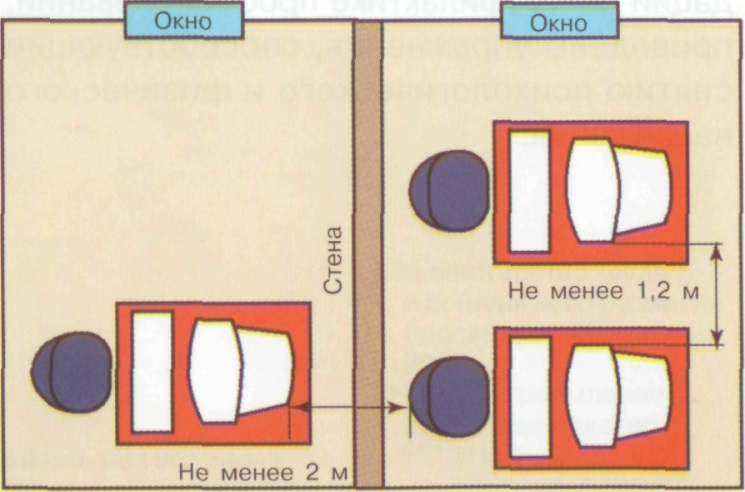 Окно
Окно
Стена
Не менее 1,2 м
Не менее 2 м